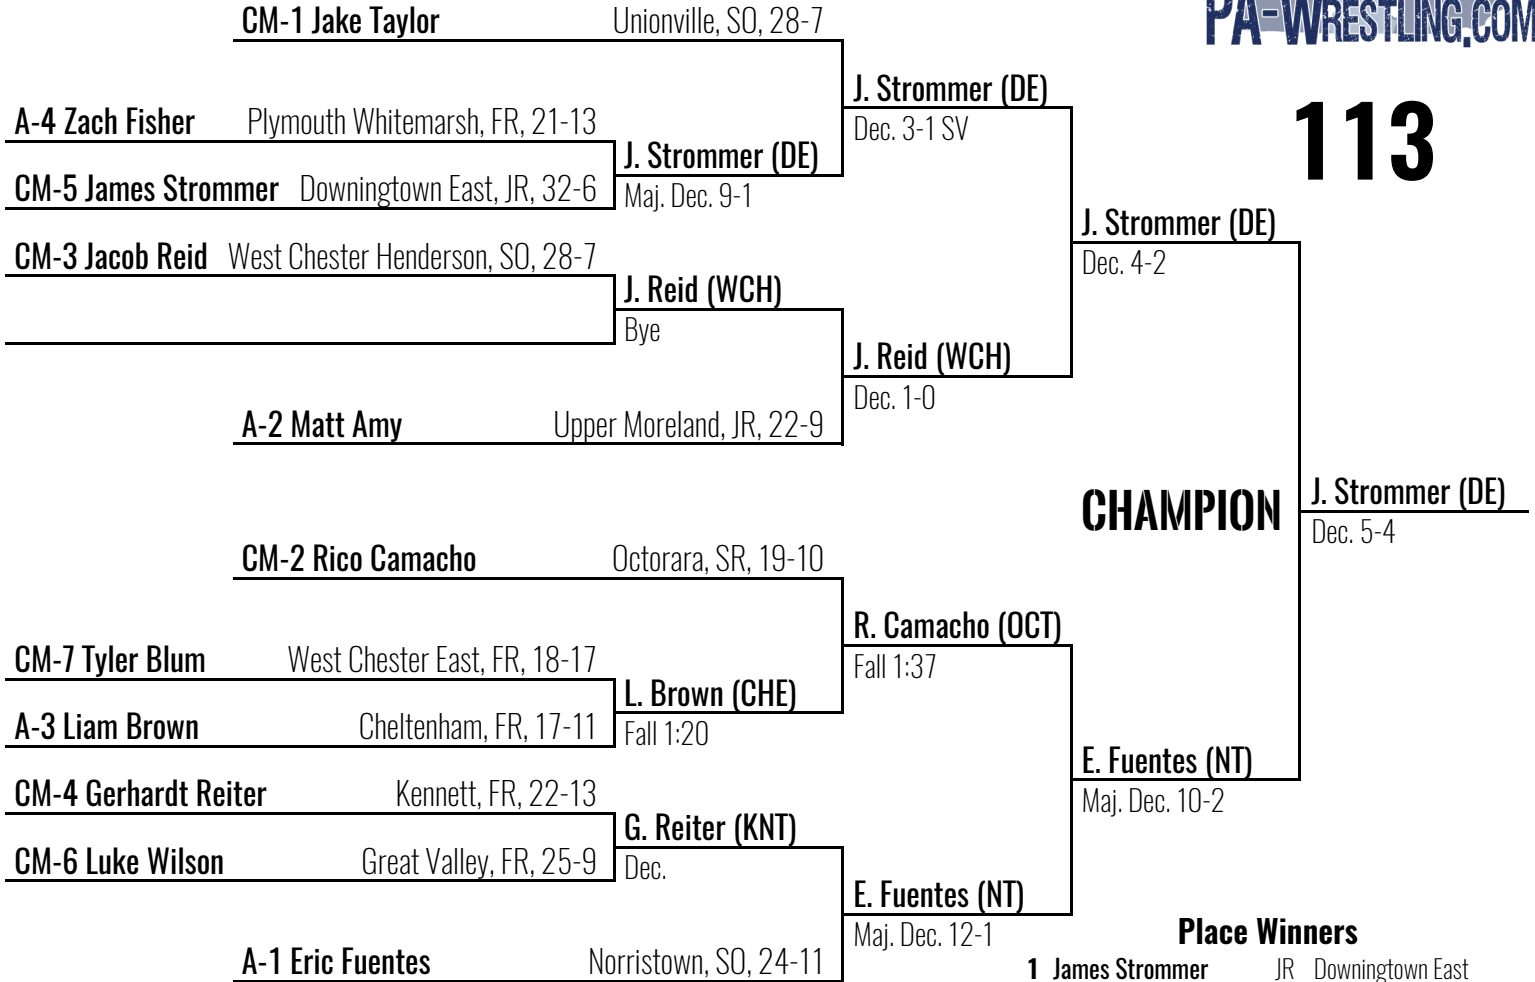 PA-WRESTLING.COM
113
CM-1 Jake Taylor Unionville, SO, 28-7
J. Strommer (DE)
Dec. 3-1 SV
A-4 Zach Fisher Plymouth Whitemarsh, FR, 21-13
J. Strommer (DE)
Maj. Dec. 9-1
CM-5 James Strommer Downingtown East, JR, 32-6
J. Strommer (DE)
Dec. 4-2
CM-3 Jacob Reid West Chester Henderson, SO, 28-7
J. Reid (WCH)
Bye
J. Reid (WCH)
Dec. 1-0
A-2 Matt Amy Upper Moreland, JR, 22-9
CHAMPION
J. Strommer (DE)
Dec. 5-4
CM-2 Rico Camacho Octorara, SR, 19-10
R. Camacho (OCT)
Fall 1:37
CM-7 Tyler Blum West Chester East, FR, 18-17
L. Brown (CHE)
Fall 1:20
A-3 Liam Brown Cheltenham, FR, 17-11
E. Fuentes (NT)
Maj. Dec. 10-2
CM-4 Gerhardt Reiter Kennett, FR, 22-13
G. Reiter (KNT)
Dec.
CM-6 Luke Wilson Great Valley, FR, 25-9
E. Fuentes (NT)
Maj. Dec. 12-1
A-1 Eric Fuentes Norristown, SO, 24-11
Place Winners
1 James Strommer JR Downingtown East